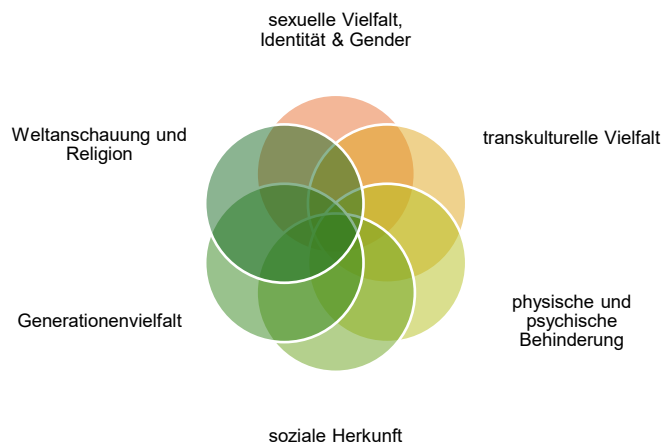 sexuelle Vielfalt,
Identität & Gender
transkulturelle Vielfalt
physische und
psychische
Behinderung
soziale Herkunft
Generationenvielfalt
Weltanschauung und
Religion